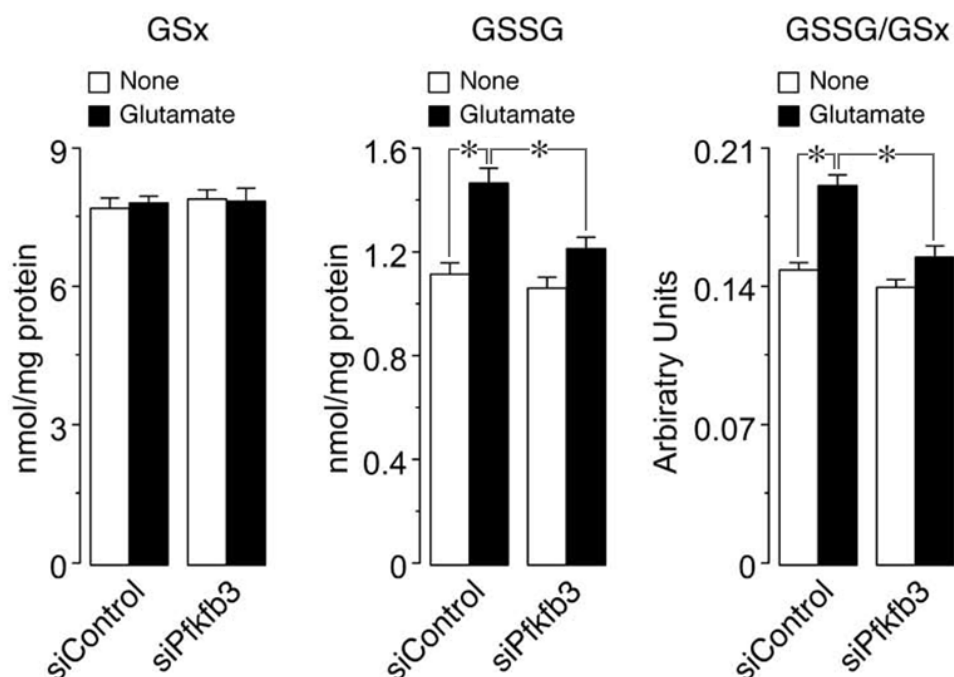 GSx
None
Glutamate
nmol/mg protein
9
6
3
0
siControl
siPfkfb3
GSSG
None
Glutamate
nmol/mg protein
1.6
1.2
0.8
0.4
0
* *
siControl
siPfkfb3
GSSG/GSx
None
Glutamate
Arbiratry Units
0.21
0.14
0.07
0
* *
siControl
siPfkfb3